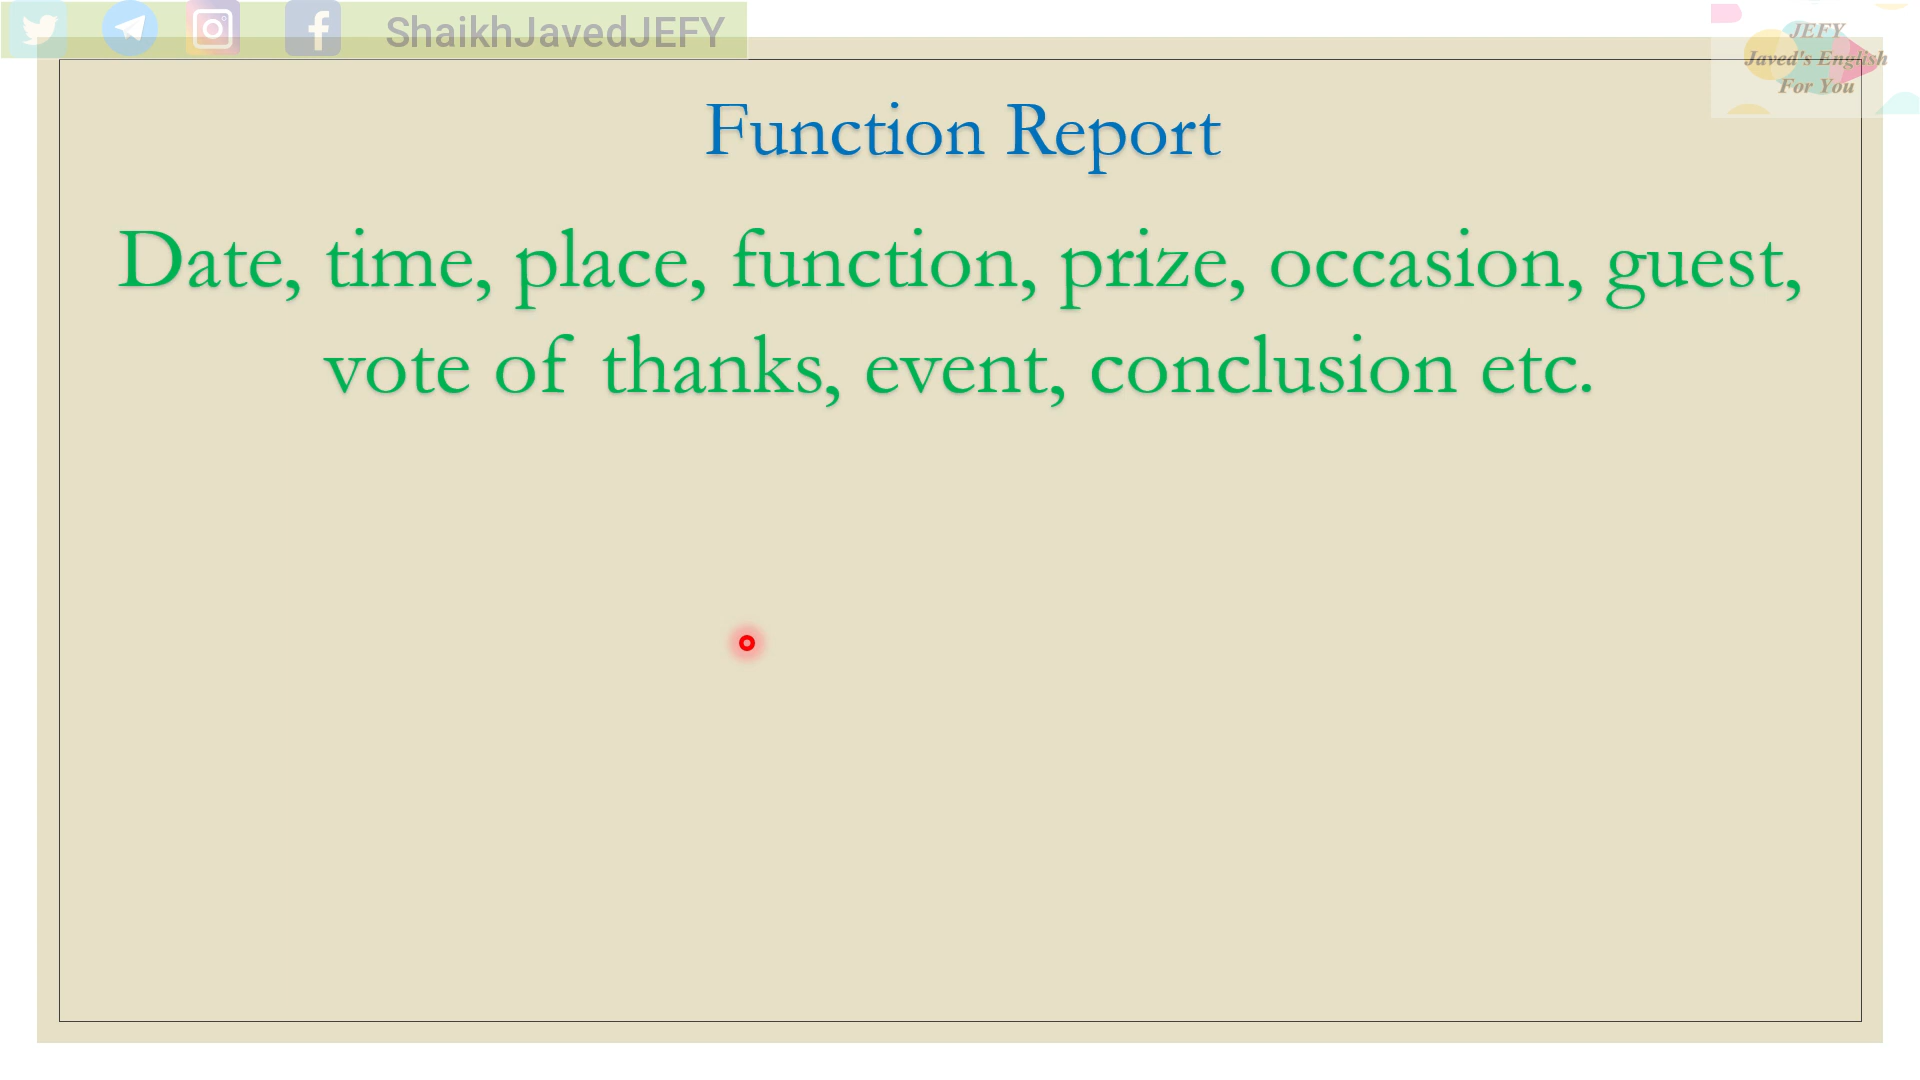 ShaikhJavedJEFY
JEFY
Javed's English
For You
Function Report
Date, time, place, function, prize, occasion, guest,
vote of thanks, event, conclusion etc.